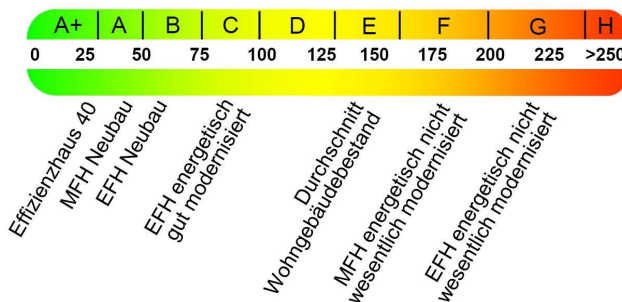 A+ A B C D E F G H
0 25 50 75 100 125 150 175 200 225 >250
Effizienzhaus 40
MFH Neubau
EFH Neubau
EFH energetisch
gut modernisiert
Durchschnitt
Wohngebäudebestand
MFH energetisch nicht
wesentlich modernisiert
EFH energetisch nicht
wesentlich modernisiert